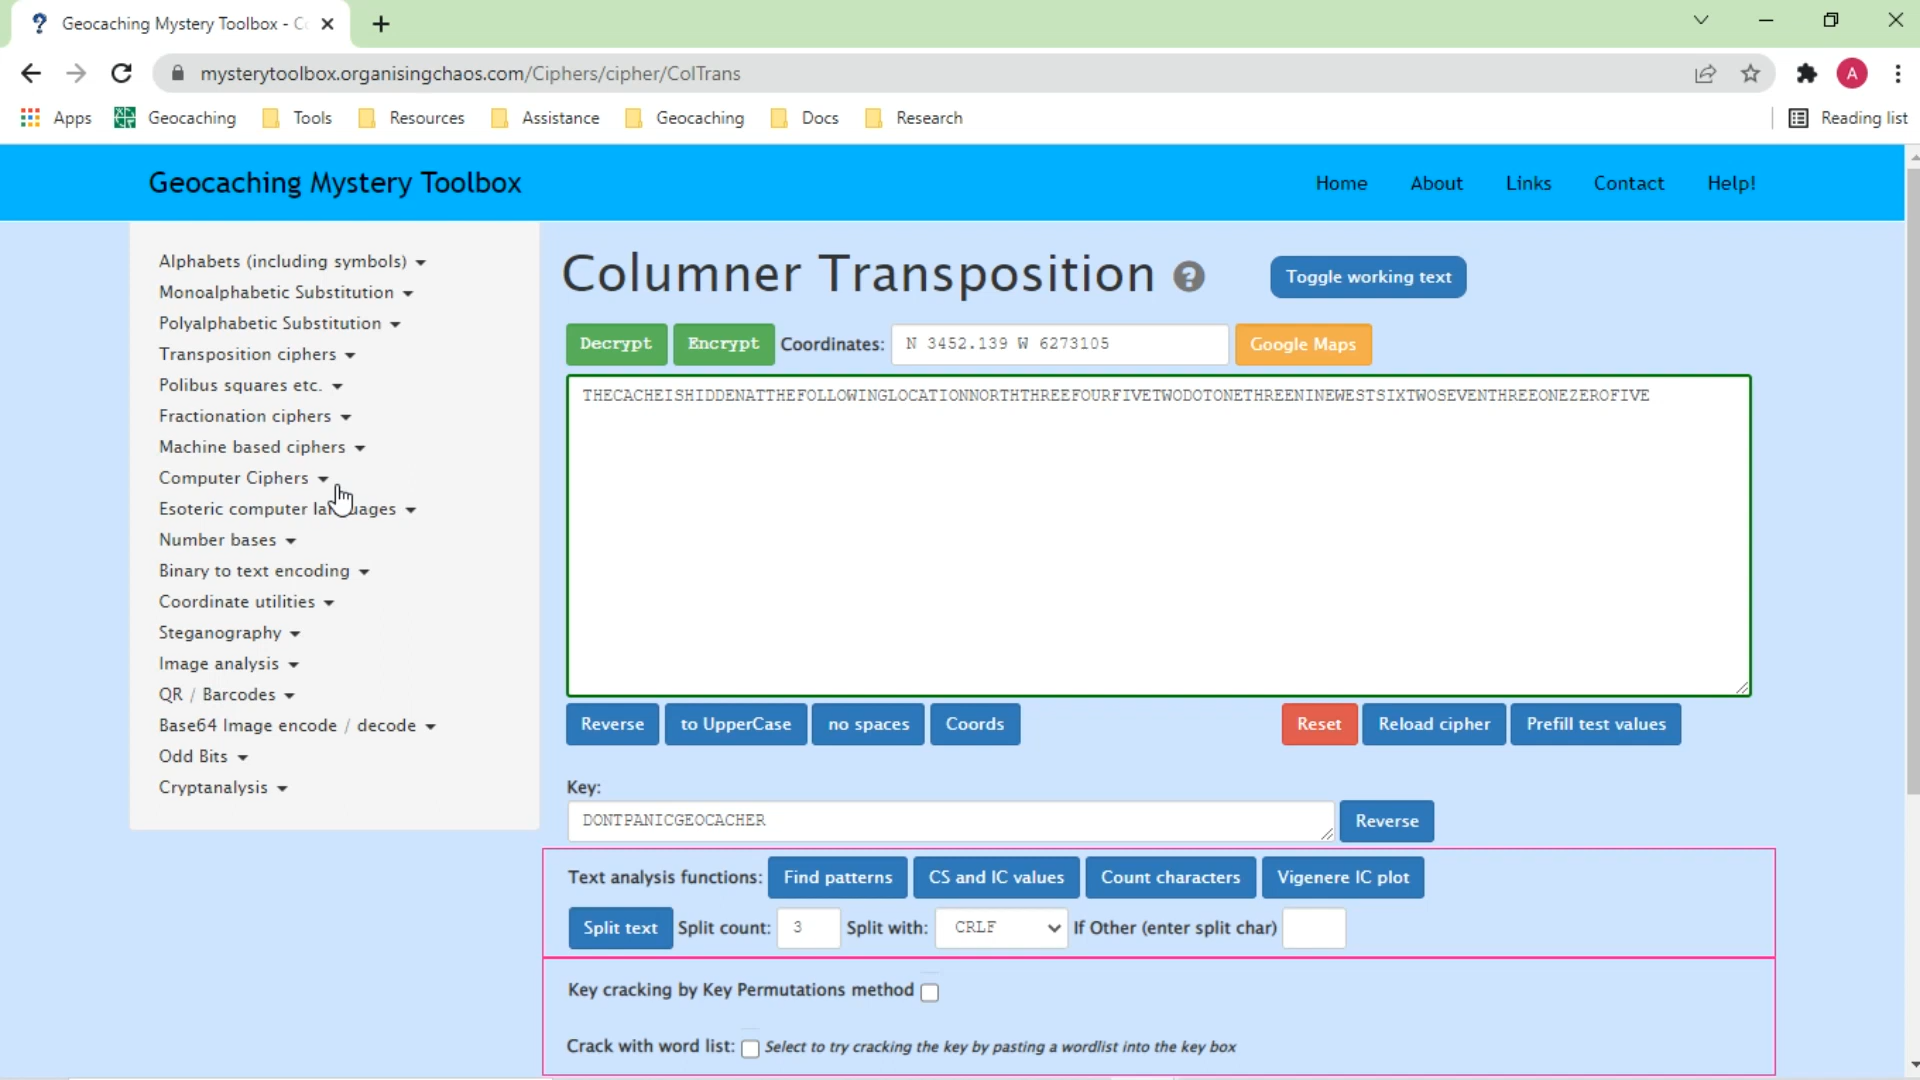 Geocaching Mystery Toolbox - Co
mysterytoolbox.organisingchaos.com/Ciphers/cipher/ColTrans
A
Apps Geocaching Tools Resources Assistance Geocaching Docs Research Reading list
Geocaching Mystery Toolbox Home About Links Contact Help!
Alphabets (including symbols)
Monoalphabetic Substitution
Polyalphabetic Substitution
Transposition ciphers
Polibus squares etc.
Fractionation ciphers
Machine based ciphers
Computer Ciphers
Esoteric computer languages
Number bases
Binary to text encoding
Coordinate utilities
Steganography
Image analysis
QR / Barcodes
Base64 Image encode / decode
Odd Bits
Cryptanalysis
Columner Transposition ? Toggle working text
Decrypt Encrypt Coordinates: N 3452.139 W 6273105 Google Maps
THECACHEISHIDDENATTHEFOLLOWINGLOCATIONNORTHTHREEFOURFIVETWODOTONETHREENINEWESTSIXTWOSEVENTHREEONEZEROFIVE
Reverse to UpperCase no spaces Coords Reset Reload cipher Prefill test values
Key:
DONTPANICGEOCACHER Reverse
Text analysis functions: Find patterns CS and IC values Count characters Vigenere IC plot
Split text Split count: 3 Split with: CRLF If Other (enter split char)
Key cracking by Key Permutations method
Crack with word list: Select to try cracking the key by pasting a wordlist into the key box